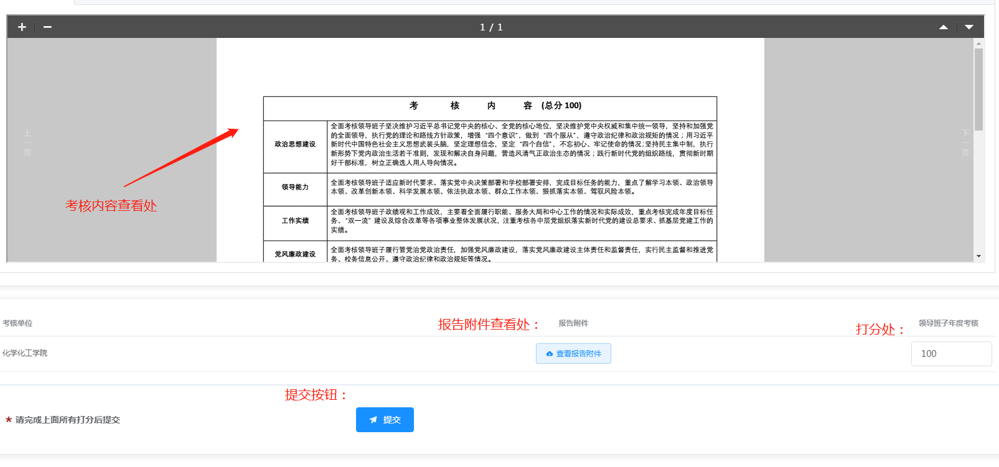 1 / 1
考 核 内 容 (总分 100)
政治思想建设
全面考核领导班子坚决维护习近平总书记党中央的核心、全党的核心地位，坚决维护党中央权威和集中统一领导，坚持和加强党
的全面领导，执行党的理论和路线方针政策，增强“四个意识”，做到“四个服从”，遵守政治纪律和政治规矩的情况；用习近平
新时代中国特色社会主义思想武装头脑，坚定理想信念，坚定“四个自信”，不忘初心、牢记使命的情况；坚持民主集中制，执行
新形势下党内政治生活若干准则，发现和解决自身问题，营造风清气正政治生态的情况；践行新时代党的组织路线，贯彻新时期
好干部标准，树立正确选人用人导向情况。
领导能力
全面考核领导班子适应新时代要求、落实党中央决策部署和学校部署安排，完成目标任务的能力，重点了解学习本领、政治领导
本领、改革创新本领、科学发展本领、依法执政本领、群众工作本领、狠抓落实本领、驾驭风险本领。
工作实绩
全面考核领导班子政绩观和工作成效，主要看全面履行职能、服务大局和中心工作的情况和实际成效，重点考核完成年度目标任
务、“双一流”建设及综合改革等各项事业整体发展状况，注重考核各中层党组织落实新时代党的建设总要求、抓基层党建工作的
实绩。
党风廉政建设
全面考核领导班子履行管党治党政治责任，加强党风廉政建设，落实党风廉政建设主体责任和监督责任，实行民主监督和推进党
务、校务信息公开、遵守政治纪律和政治规矩等情况。
上一页
下一页
考核内容查看处
考核单位
报告附件查看处：
报告附件
打分处：
领导班子年度考核
化学化工学院
查看报告附件
100
提交按钮：
* 请完成上面所有打分后提交
提交